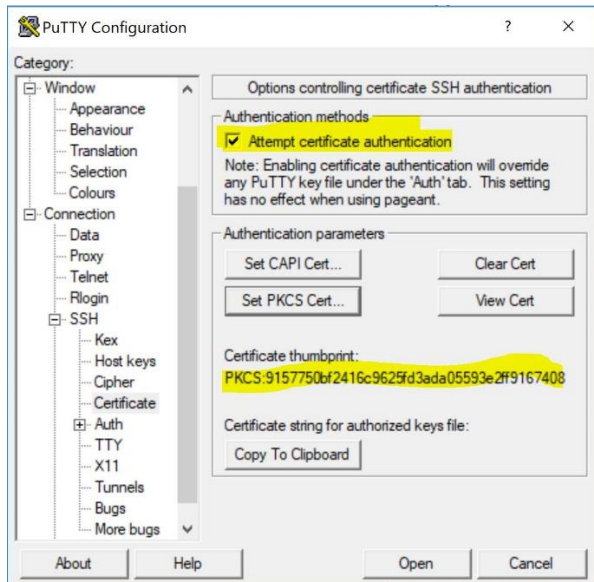 PuTTY Configuration
?
×
Category:
Window
Appearance
Behaviour
Translation
Selection
Colours
Connection
Data
Proxy
Telnet
Rlogin
SSH
Kex
Host keys
Cipher
Certificate
Auth
TTY
X11
Tunnels
Bugs
More bugs
Options controlling certificate SSH authentication
Authentication methods
Attempt certificate authentication
Note: Enabling certificate authentication will override
any PuTTY key file under the 'Auth' tab. This setting
has no effect when using pageant.
Authentication parameters
Set CAPI Cert...
Clear Cert
Set PKCS Cert...
View Cert
Certificate thumbprint:
PKCS:9157750bf2416c9625fd3ada05593e2ff9167408
Certificate string for authorized keys file:
Copy To Clipboard
About
Help
Open
Cancel